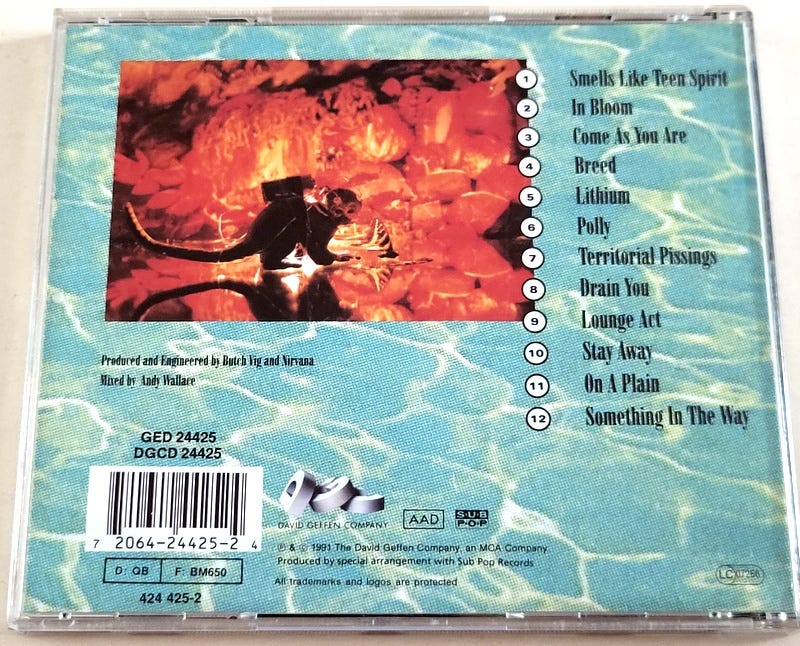 1 Smells Like Teen Spirit
2 In Bloom
3 Come As You Are
4 Breed
5 Lithium
6 Polly
7 Territorial Pissings
8 Drain You
9 Lounge Act
10 Stay Away
11 On A Plain
12 Something In The Way
Produced and Engineered by Butch Vig and Nirvana
Mixed by Andy Wallace
GED 24425
DGCD 24425
7 2064-24425-2 4
D: QB F: BM650
424 425-2
DAVID GEFFEN COMPANY
AAD
SUB
POP
℗ & © 1991 The David Geffen Company, an MCA Company
Produced by special arrangement with Sub Pop Records
All trademarks and logos are protected
LC